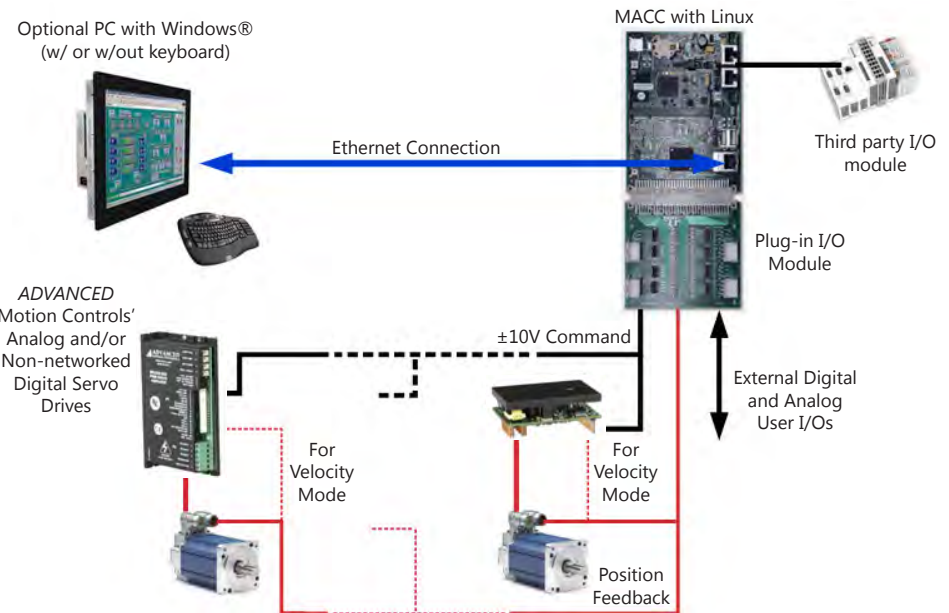 Optional PC with Windows®
(w/ or w/out keyboard)
MACC with Linux
Third party I/O
module
Ethernet Connection
Plug-in I/O
Module
ADVANCED
Motion Controls’
Analog and/or
Non-networked
Digital Servo
Drives
±10V Command
External Digital
and Analog
User I/Os
ADVANCED
For
Velocity
Mode
For
Velocity
Mode
Position
Feedback